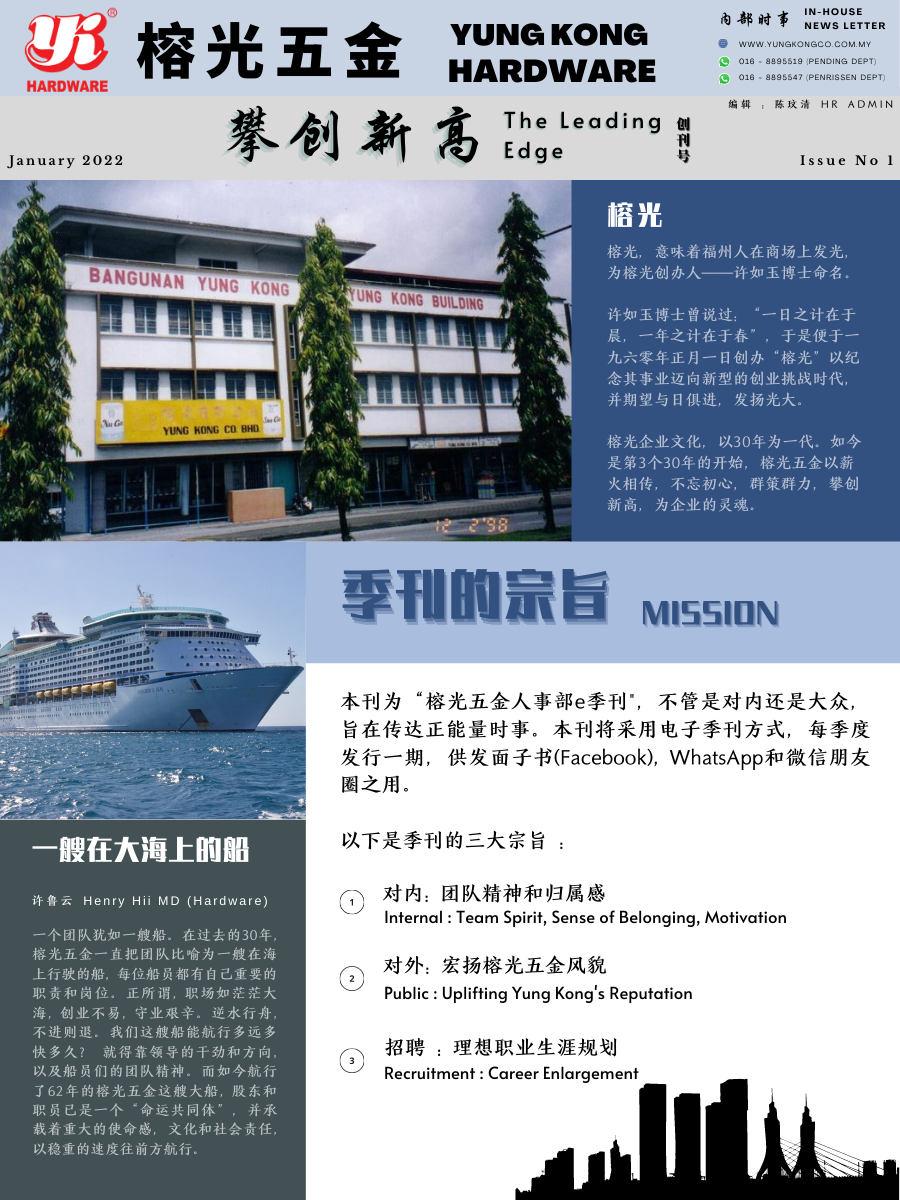 yk ®
HARDWARE
榕光五金
YUNG KONG
HARDWARE
内部时事
IN-HOUSE
NEWS LETTER
WWW.YUNGKONGCO.COM.MY
016 - 8895519 (PENDING DEPT)
016 - 8895547 (PENRISSEN DEPT)
编辑 : 陈玟清 HR ADMIN
攀创新高
The Leading
Edge
创刊号
January 2022
Issue No 1
BANGUNAN YUNG KONG
YUNG KONG BUILDING
YUNG KONG CO. BHD.
12 2'98
榕光
榕光，意味着福州人在商场上发光，
为榕光创办人——许如玉博士命名。
许如玉博士曾说过：“一日之计在于
晨，一年之计在于春”，于是便于一
九六零年正月一日创办“榕光”以纪
念其事业迈向新型的创业挑战时代，
并期望与日俱进，发扬光大。
榕光企业文化，以30年为一代。如今
是第3个30年的开始，榕光五金以薪
火相传，不忘初心，群策群力，攀创
新高，为企业的灵魂。
季刊的宗旨
MISSION
本刊为“榕光五金人事部e季刊"，不管是对内还是大众，
旨在传达正能量时事。本刊将采用电子季刊方式，每季度
发行一期，供发面子书(Facebook)，WhatsApp和微信朋友
圈之用。
以下是季刊的三大宗旨 :
1
对内: 团队精神和归属感
Internal : Team Spirit, Sense of Belonging, Motivation
2
对外: 宏扬榕光五金风貌
Public : Uplifting Yung Kong's Reputation
3
招聘 : 理想职业生涯规划
Recruitment : Career Enlargement
一艘在大海上的船
许鲁云 Henry Hii MD (Hardware)
一个团队犹如一艘船。在过去的30年，
榕光五金一直把团队比喻为一艘在海
上行驶的船，每位船员都有自己重要的
职责和岗位。正所谓，职场如茫茫大
海，创业不易，守业艰辛。逆水行舟，
不进则退。我们这艘船能航行多远多
快多久？ 就得靠领导的干劲和方向，
以及船员们的团队精神。而如今航行
了62年的榕光五金这艘大船，股东和
职员已是一个“命运共同体”，并承
载着重大的使命感，文化和社会责任，
以稳重的速度往前方航行。